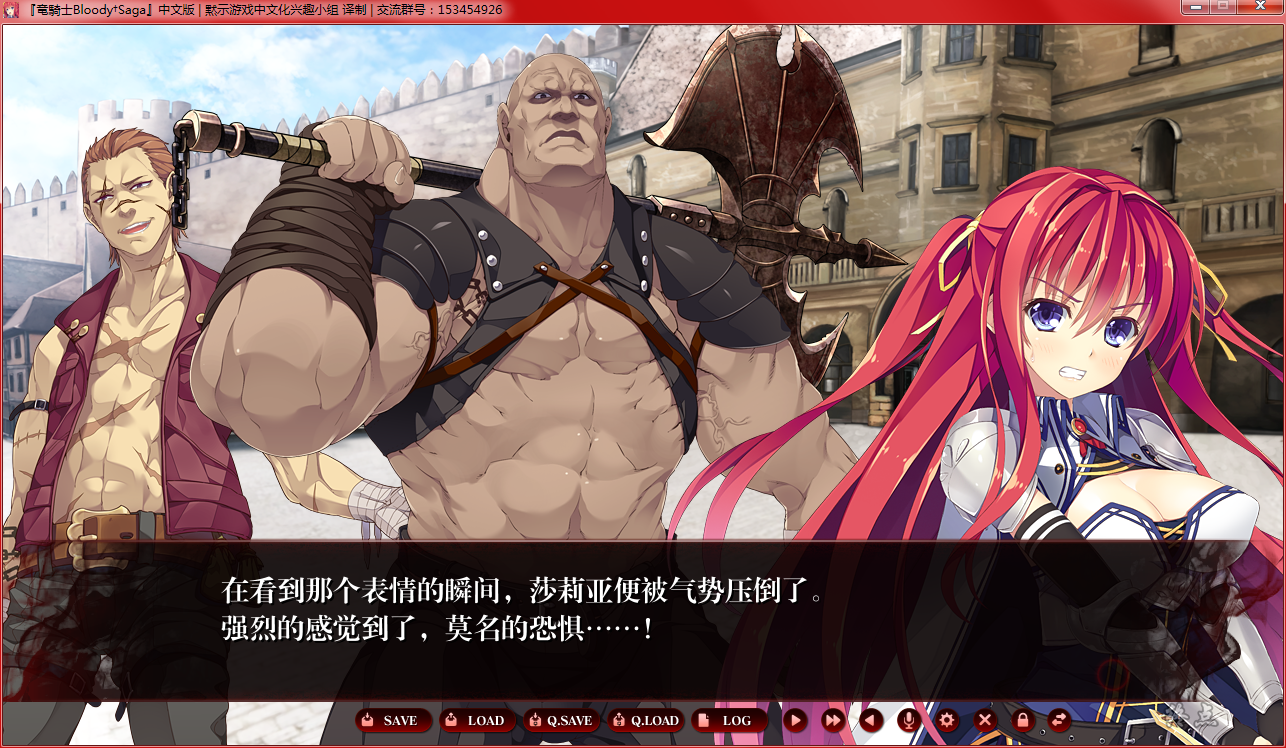 『竜騎士Bloody†Saga』中文版 | 默示游戏中文化兴趣小组 译制 | 交流群号：153454926
在看到那个表情的瞬间，莎莉亚便被气势压倒了。
强烈的感觉到了，莫名的恐惧……！
SAVE LOAD Q.SAVE Q.LOAD LOG